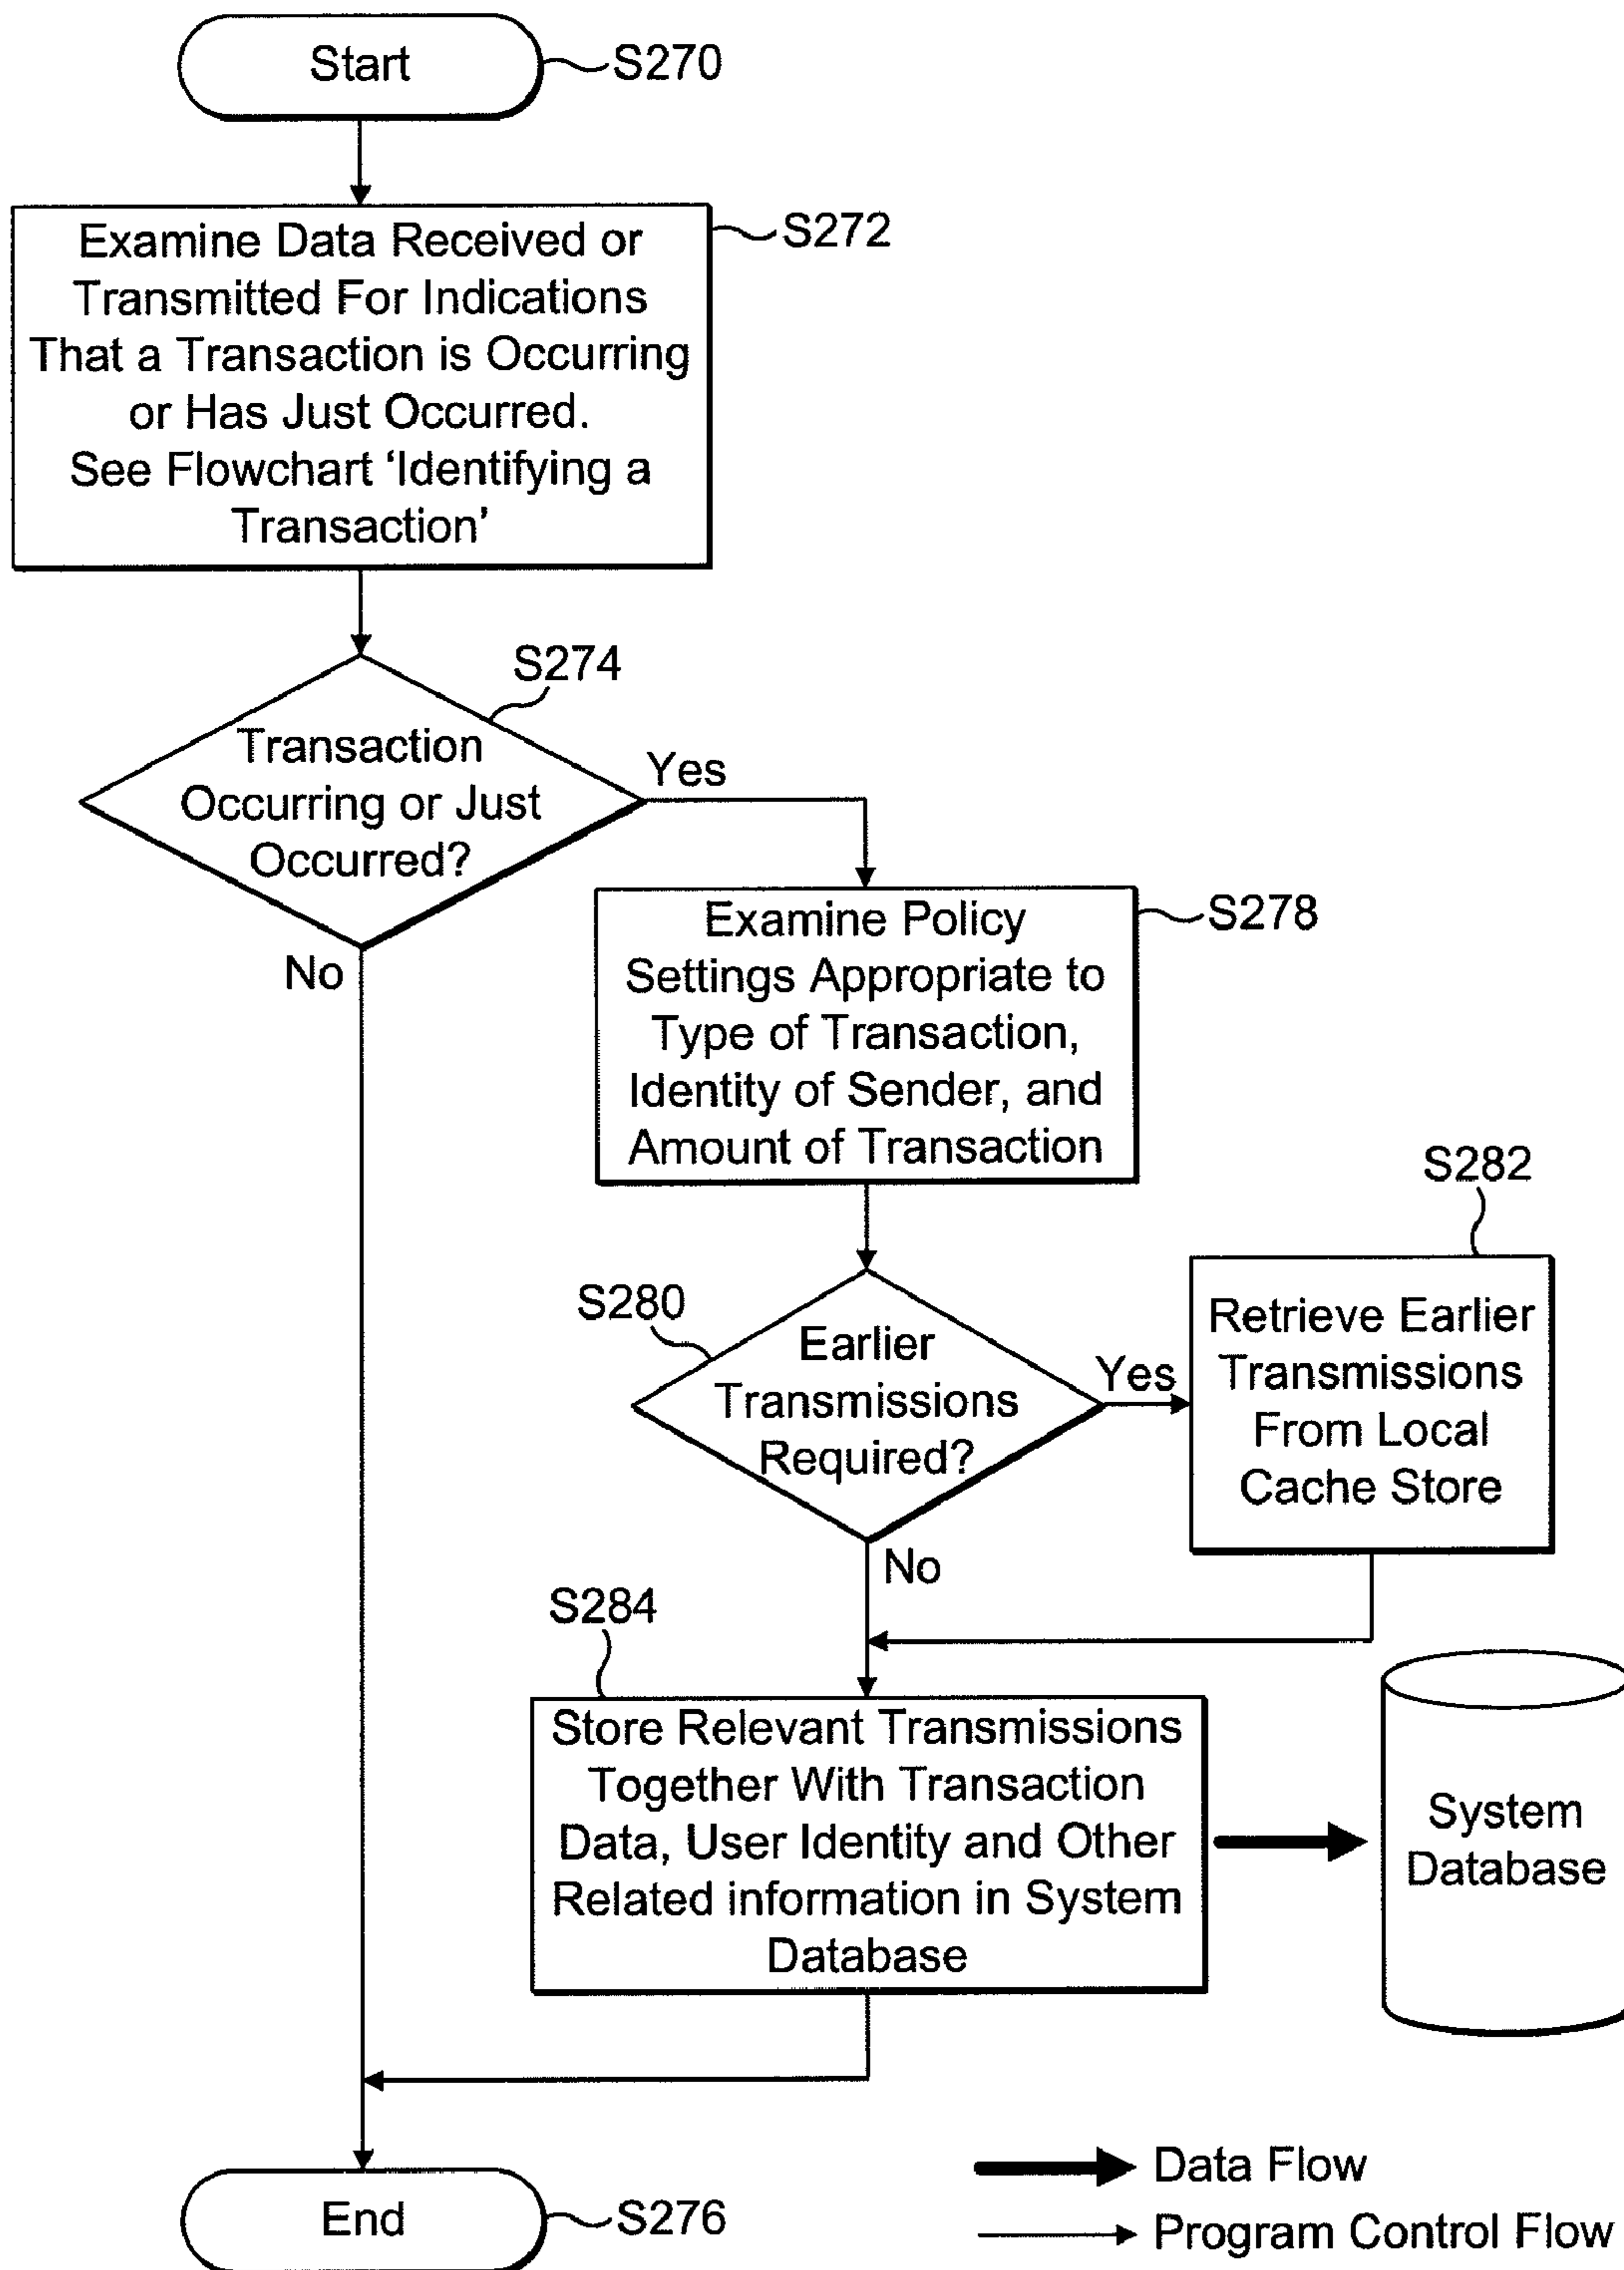 Start
S270
Examine Data Received or
Transmitted For Indications
That a Transaction is Occurring
or Has Just Occurred.
See Flowchart ‘Identifying a
Transaction’
S272
S274
Transaction
Occurring or Just
Occurred?
Yes
No
Examine Policy
Settings Appropriate to
Type of Transaction,
Identity of Sender, and
Amount of Transaction
S278
S280
Earlier
Transmissions
Required?
Yes
No
S282
Retrieve Earlier
Transmissions
From Local
Cache Store
S284
Store Relevant Transmissions
Together With Transaction
Data, User Identity and Other
Related information in System
Database
System
Database
End
S276
Data Flow
Program Control Flow